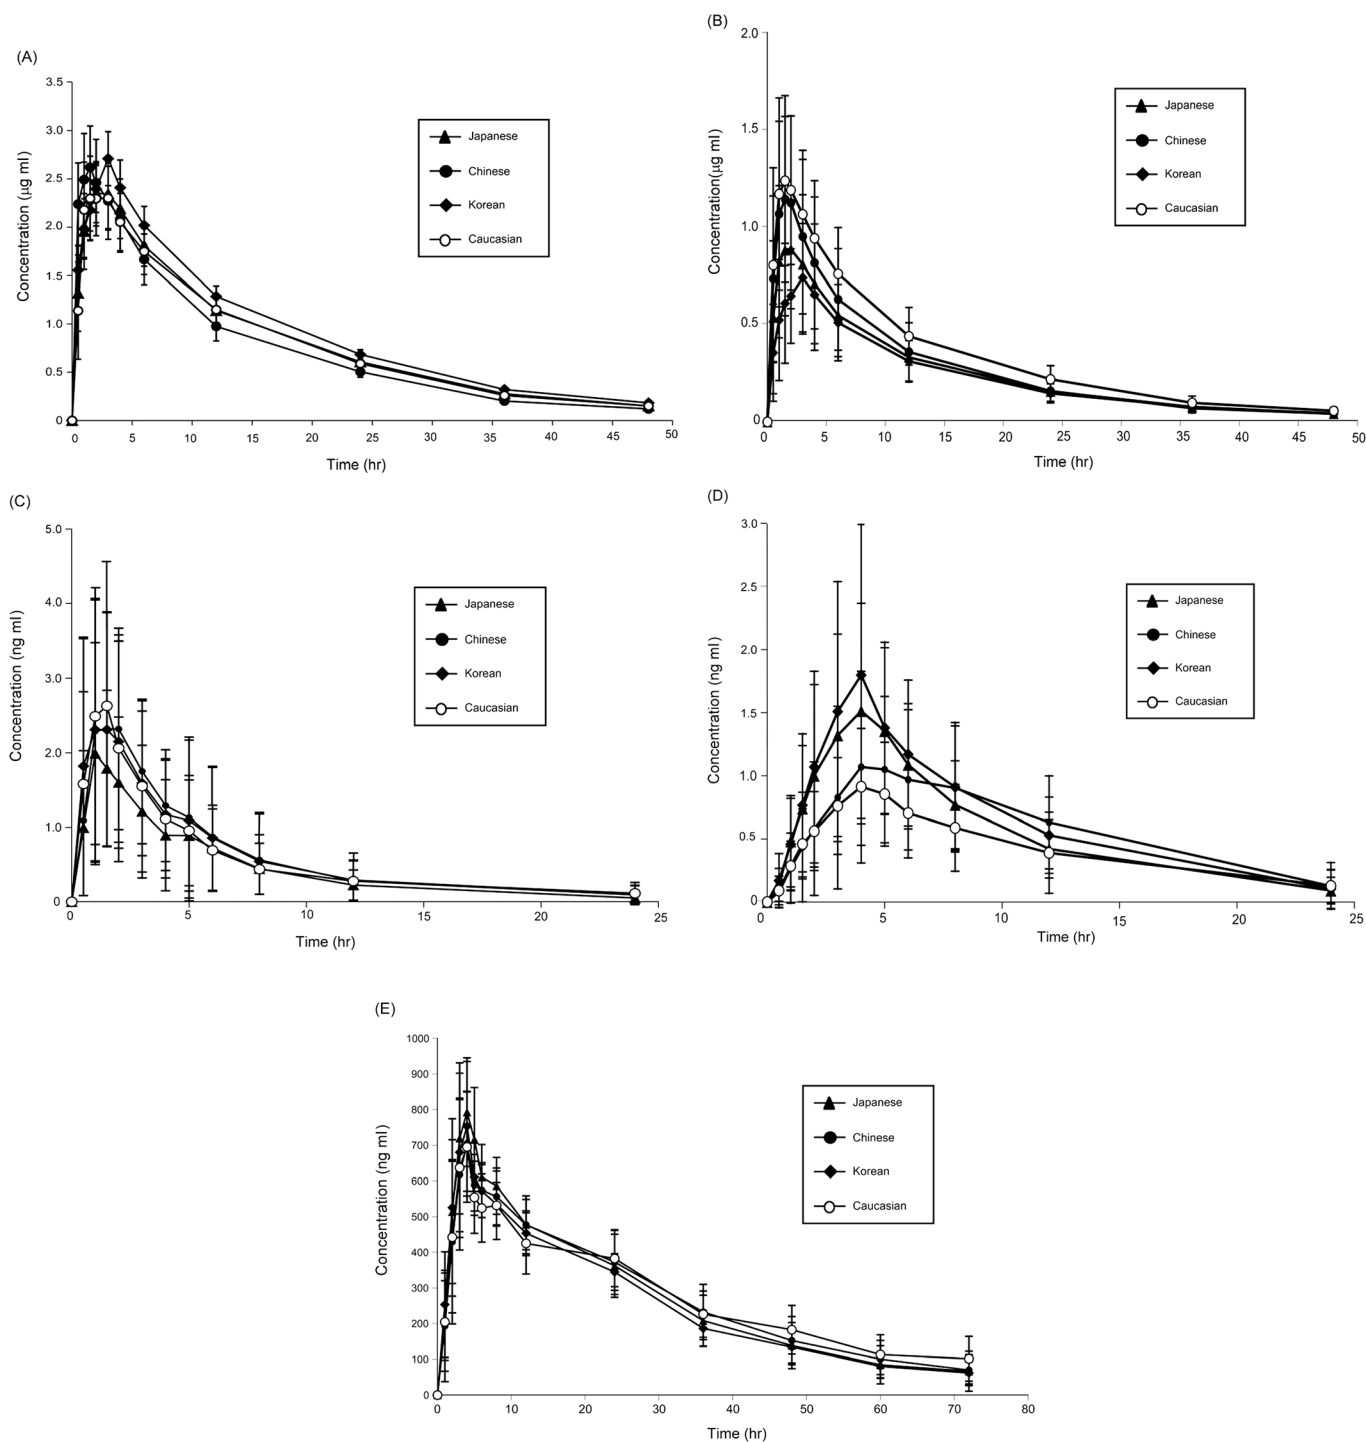 (A)
Concentration (μg ml)
3.5
3.0
2.5
2.0
1.5
1.0
0.5
0
0 5 10 15 20 25 30 35 40 45 50
Time (hr)
Japanese
Chinese
Korean
Caucasian
(B)
Concentration(μg ml)
2.0
1.5
1.0
0.5
0
0 5 10 15 20 25 30 35 40 45 50
Time (hr)
Japanese
Chinese
Korean
Caucasian
(C)
Concentration (ng ml)
5.0
4.0
3.0
2.0
1.0
0
0 5 10 15 20 25
Time (hr)
Japanese
Chinese
Korean
Caucasian
(D)
Concentration (ng ml)
3.0
2.5
2.0
1.5
1.0
0.5
0
0 5 10 15 20 25
Time (hr)
Japanese
Chinese
Korean
Caucasian
(E)
Concentration (ng ml)
1000
900
800
700
600
500
400
300
200
100
0
0 10 20 30 40 50 60 70 80
Time (hr)
Japanese
Chinese
Korean
Caucasian